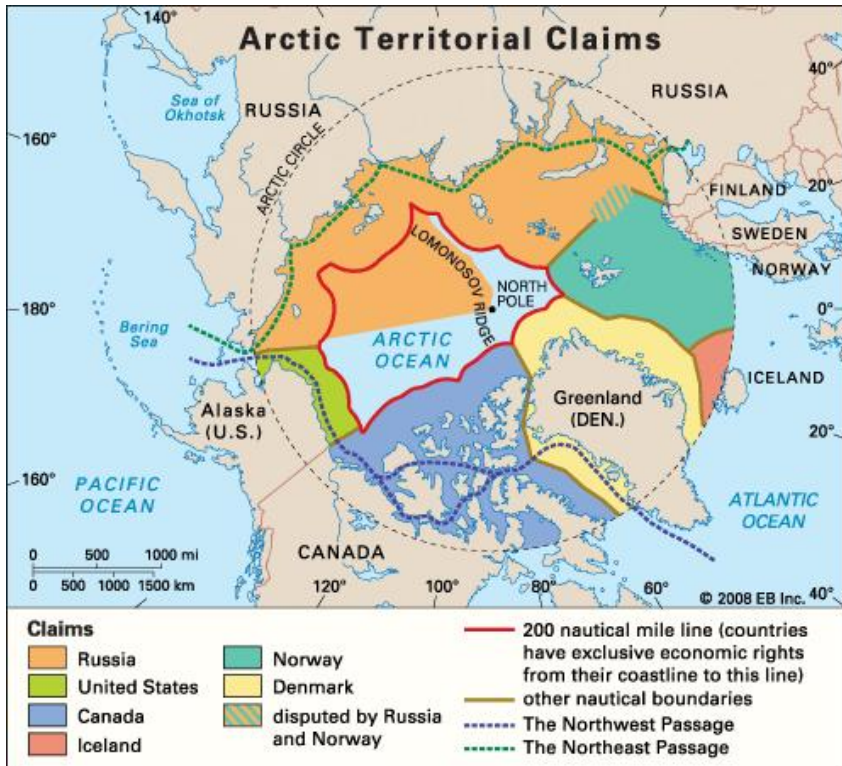 140°
Arctic Territorial Claims
40°
Sea of
Okhotsk
RUSSIA
RUSSIA
160°
ARCTIC CIRCLE
FINLAND
20°
SWEDEN
LOMONOSOV RIDGE
NORWAY
NORTH
POLE
180°
0°
Bering
Sea
ARCTIC
OCEAN
ICELAND
Alaska
(U.S.)
Greenland
(DEN.)
20°
160°
PACIFIC
OCEAN
ATLANTIC
OCEAN
CANADA
0 500 1000 mi
0 500 1000 1500 km
120°
100°
80°
60°
© 2008 EB Inc.
40°
Claims
Russia
United States
Canada
Iceland
Norway
Denmark
disputed by Russia
and Norway
200 nautical mile line (countries
have exclusive economic rights
from their coastline to this line)
other nautical boundaries
The Northwest Passage
The Northeast Passage